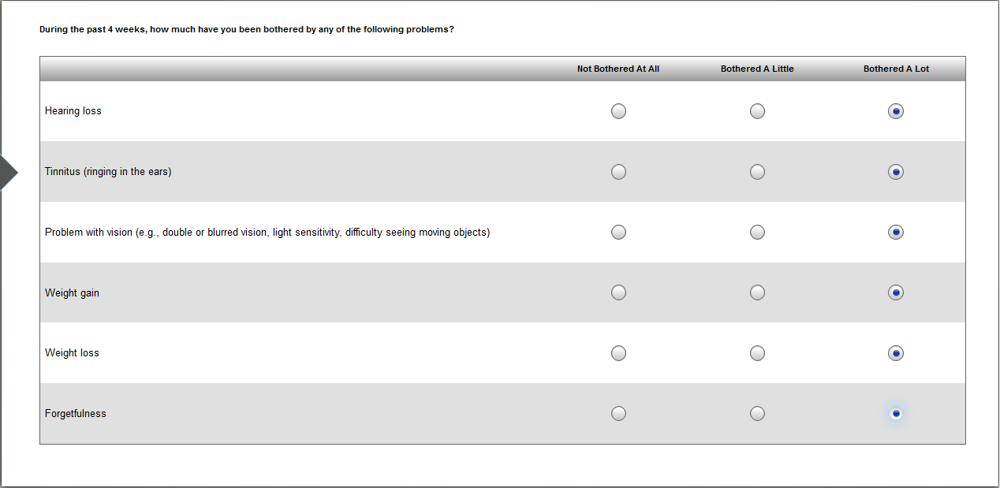 During the past 4 weeks, how much have you been bothered by any of the following problems?
Not Bothered At All Bothered A Little Bothered A Lot
Hearing loss
Tinnitus (ringing in the ears)
Problem with vision (e.g., double or blurred vision, light sensitivity, difficulty seeing moving objects)
Weight gain
Weight loss
Forgetfulness